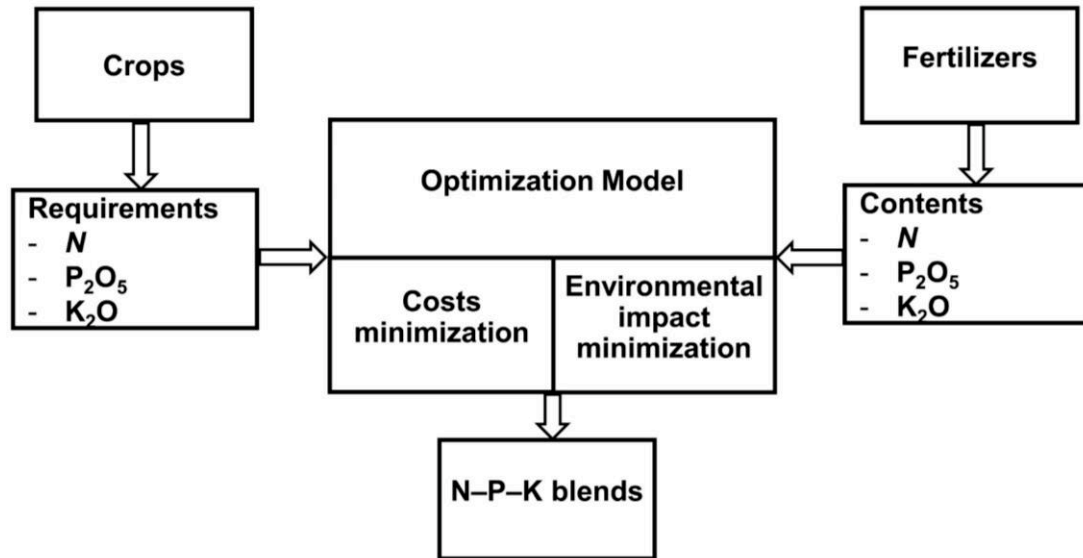 Crops
Fertilizers
Optimization Model
Requirements
- N
- P₂O₅
- K₂O
Contents
- N
- P₂O₅
- K₂O
Costs
minimization
Environmental
impact
minimization
N–P–K blends